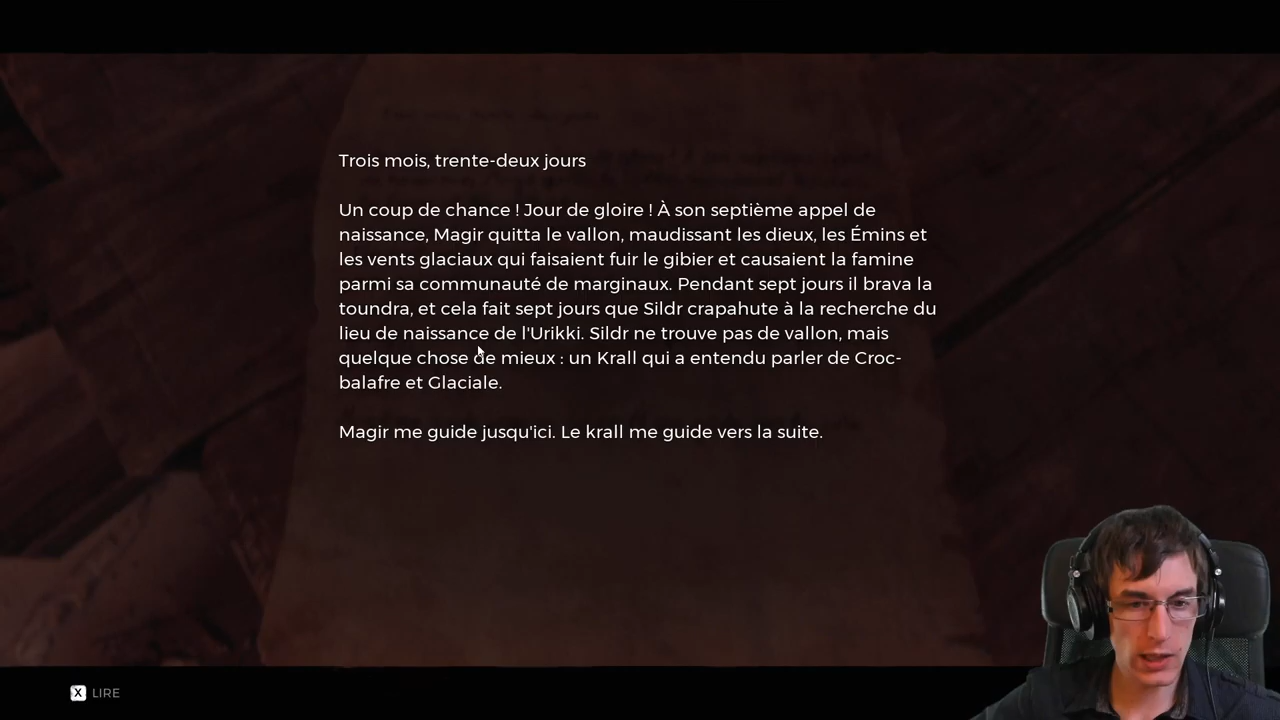 Trois mois, trente-deux jours
Un coup de chance ! Jour de gloire ! À son septième appel de
naissance, Magir quitta le vallon, maudissant les dieux, les Émins et
les vents glaciaux qui faisaient fuir le gibier et causaient la famine
parmi sa communauté de marginaux. Pendant sept jours il brava la
toundra, et cela fait sept jours que Sildr crapahute à la recherche du
lieu de naissance de l'Urikki. Sildr ne trouve pas de vallon, mais
quelque chose de mieux : un Krall qui a entendu parler de Croc-
balafre et Glaciale.
Magir me guide jusqu'ici. Le krall me guide vers la suite.
X LIRE